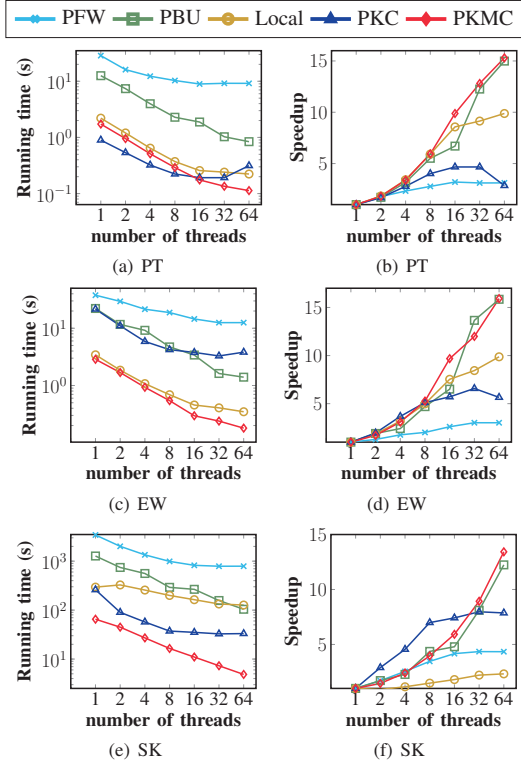 PFW PBU Local PKC PKMC
Running time (s)
10^1
10^0
10^-1
1 2 4 8 16 32 64
number of threads
(a) PT
Speedup
15
10
5
1 2 4 8 16 32 64
number of threads
(b) PT
Running time (s)
10^1
10^0
1 2 4 8 16 32 64
number of threads
(c) EW
Speedup
15
10
5
1 2 4 8 16 32 64
number of threads
(d) EW
Running time (s)
10^3
10^2
10^1
1 2 4 8 16 32 64
number of threads
(e) SK
Speedup
15
10
5
1 2 4 8 16 32 64
number of threads
(f) SK